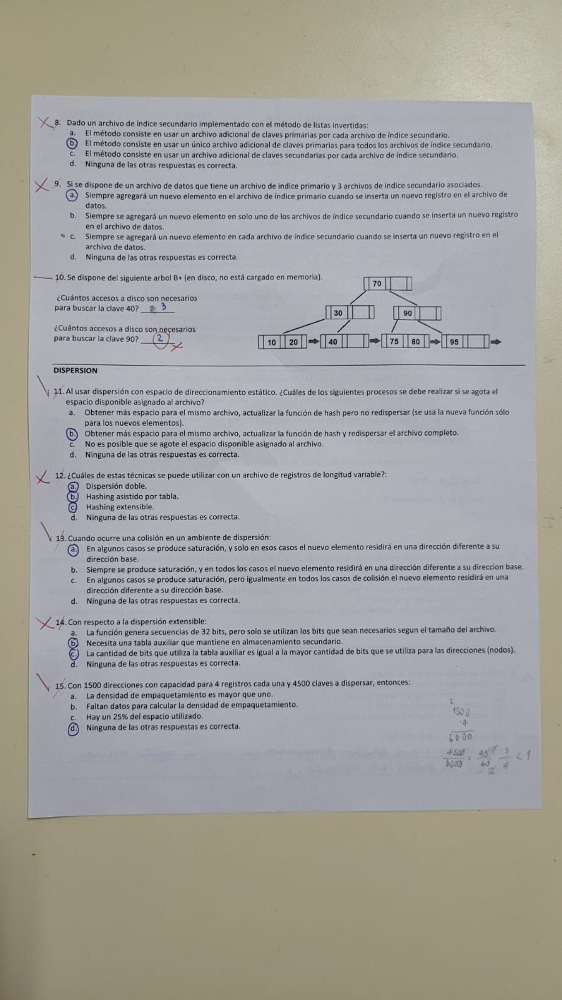 8. Dado un archivo de índice secundario implementado con el método de listas invertidas:
a. El método consiste en usar un archivo adicional de claves primarias por cada archivo de índice secundario.
b. El método consiste en usar un único archivo adicional de claves primarias para todos los archivos de índice secundario.
c. El método consiste en usar un archivo adicional de claves secundarias por cada archivo de índice secundario.
d. Ninguna de las otras respuestas es correcta.
9. Si se dispone de un archivo de datos que tiene un archivo de indice primario y 3 archivos de indice secundario asociados.
a. Siempre agregará un nuevo elemento en el archivo de índice primario cuando se inserta un nuevo registro en el archivo de
datos.
b. Siempre se agregará un nuevo elemento en solo uno de los archivos de índice secundario cuando se inserta un nuevo registro
en el archivo de datos.
c. Siempre se agregará un nuevo elemento en cada archivo de índice secundario cuando se inserta un nuevo registro en el
archivo de datos.
d. Ninguna de las otras respuestas es correcta.
10. Se dispone del siguiente arbol B+ (en disco, no está cargado en memoria).
70
¿Cuántos accesos a disco son necesarios
para buscar la clave 40? 3
30 90
¿Cuántos accesos a disco son necesarios
para buscar la clave 90? 2
10 20 40 75 80 95
DISPERSION
11. Al usar dispersión con espacio de direccionamiento estático. ¿Cuáles de los siguientes procesos se debe realizar si se agota el
espacio disponible asignado al archivo?
a. Obtener más espacio para el mismo archivo, actualizar la función de hash pero no redispersar (se usa la nueva función sólo
para los nuevos elementos).
b. Obtener más espacio para el mismo archivo, actualizar la función de hash y redispersar el archivo completo.
c. No es posible que se agote el espacio disponible asignado al archivo.
d. Ninguna de las otras respuestas es correcta.
12. ¿Cuáles de estas técnicas se puede utilizar con un archivo de registros de longitud variable?:
a. Dispersión doble.
b. Hashing asistido por tabla.
c. Hashing extensible.
d. Ninguna de las otras respuestas es correcta.
13. Cuando ocurre una colisión en un ambiente de dispersión:
a. En algunos casos se produce saturación, y solo en esos casos el nuevo elemento residirá en una dirección diferente a su
dirección base.
b. Siempre se produce saturación, y en todos los casos el nuevo elemento residirá en una dirección diferente a su direccion base.
c. En algunos casos se produce saturación, pero igualmente en todos los casos de colisión el nuevo elemento residirá en una
dirección diferente a su dirección base.
d. Ninguna de las otras respuestas es correcta.
14. Con respecto a la dispersión extensible:
a. La función genera secuencias de 32 bits, pero solo se utilizan los bits que sean necesarios segun el tamaño del archivo.
b. Necesita una tabla auxiliar que mantiene en almacenamiento secundario.
c. La cantidad de bits que utiliza la tabla auxiliar es igual a la mayor cantidad de bits que se utiliza para las direcciones (nodos).
d. Ninguna de las otras respuestas es correcta.
15. Con 1500 direcciones con capacidad para 4 registros cada una y 4500 claves a dispersar, entonces:
a. La densidad de empaquetamiento es mayor que uno.
b. Faltan datos para calcular la densidad de empaquetamiento.
c. Hay un 25% del espacio utilizado.
d. Ninguna de las otras respuestas es correcta.
2
1500
·4
6000
4500 45 3
6000 = 60 4 < 1
12